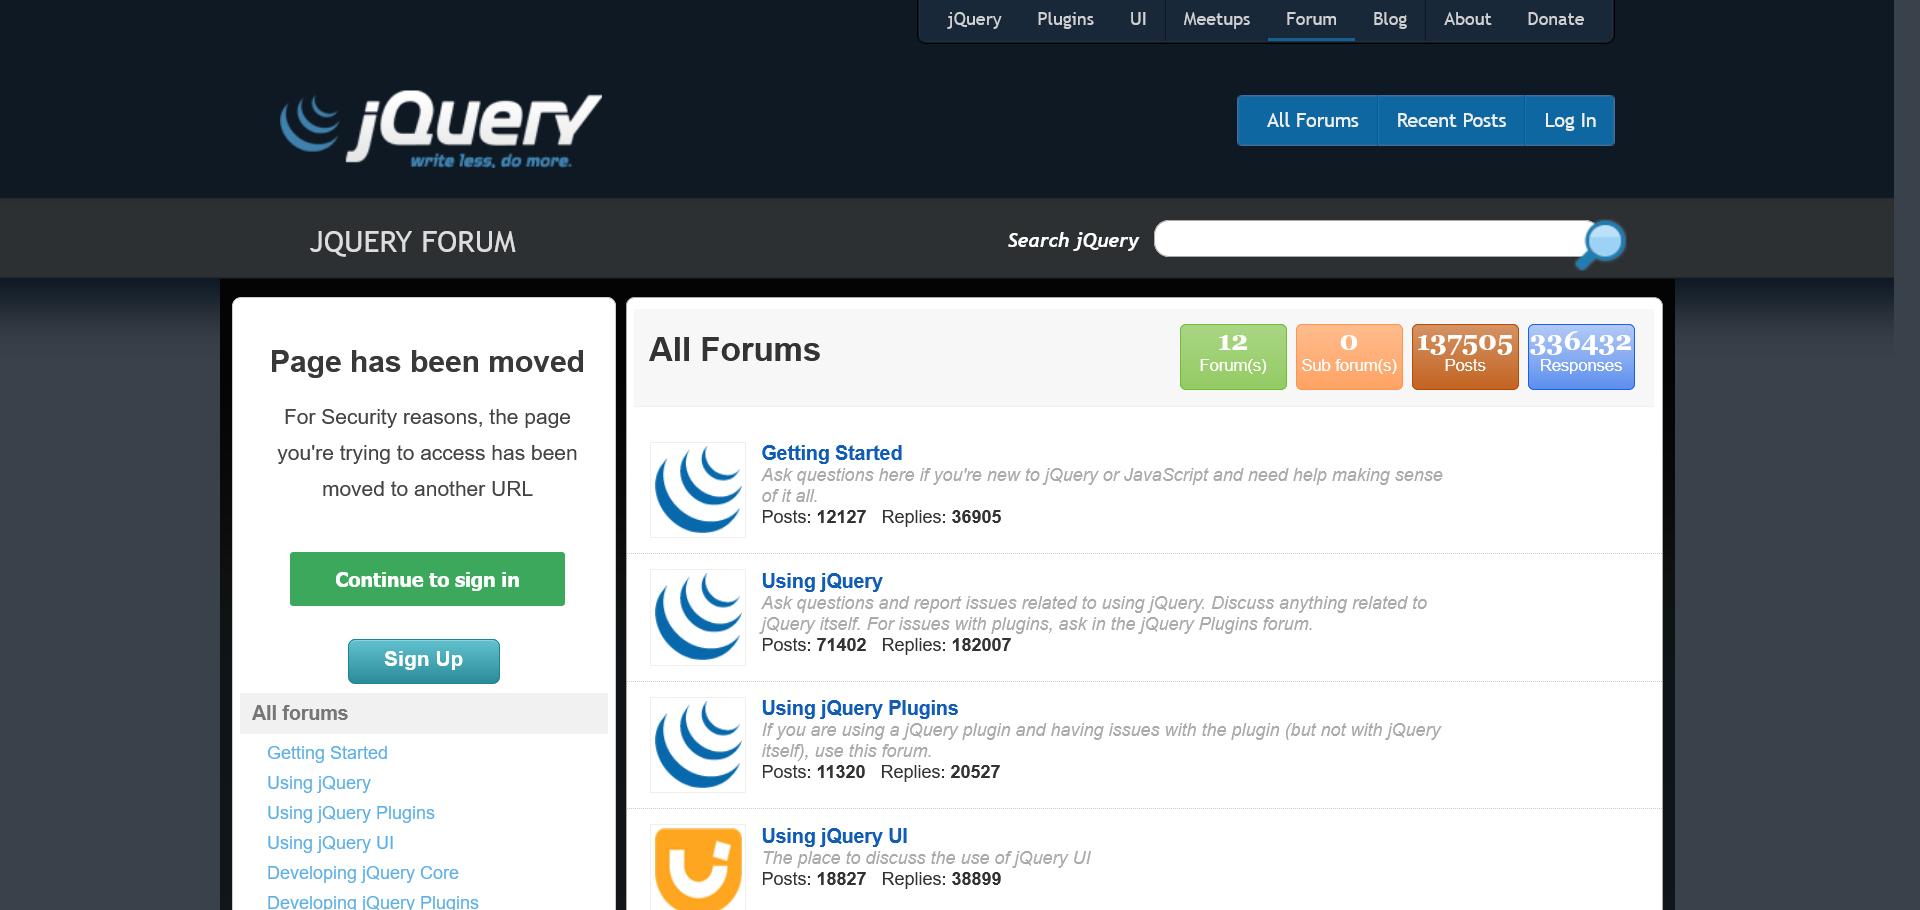 jQuery Plugins UI Meetups Forum Blog About Donate
jQuery
write less, do more.
All Forums Recent Posts Log In
JQUERY FORUM
Search jQuery
Page has been moved
For Security reasons, the page
you're trying to access has been
moved to another URL
Continue to sign in
Sign Up
All forums
Getting Started
Using jQuery
Using jQuery Plugins
Using jQuery UI
Developing jQuery Core
Developing jQuery Plugins
All Forums
12
Forum(s)
0
Sub forum(s)
137505
Posts
336432
Responses
Getting Started
Ask questions here if you're new to jQuery or JavaScript and need help making sense
of it all.
Posts: 12127 Replies: 36905
Using jQuery
Ask questions and report issues related to using jQuery. Discuss anything related to
jQuery itself. For issues with plugins, ask in the jQuery Plugins forum.
Posts: 71402 Replies: 182007
Using jQuery Plugins
If you are using a jQuery plugin and having issues with the plugin (but not with jQuery
itself), use this forum.
Posts: 11320 Replies: 20527
Using jQuery UI
The place to discuss the use of jQuery UI
Posts: 18827 Replies: 38899